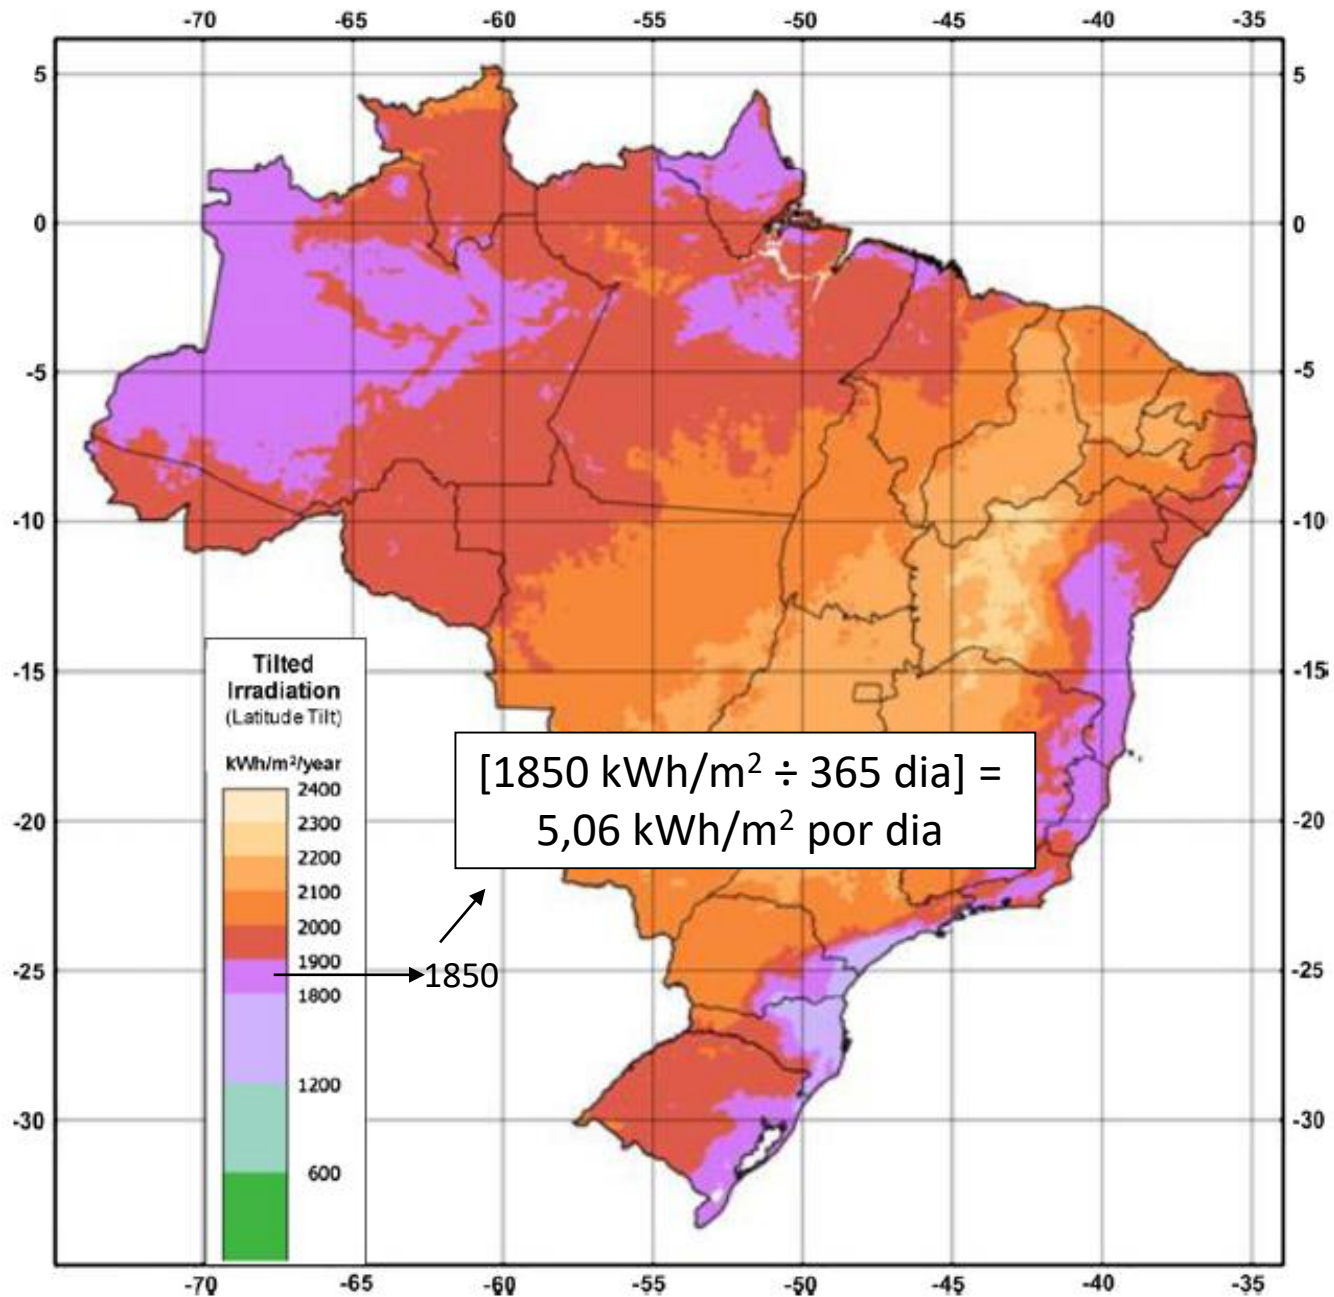 -70 -65 -60 -55 -50 -45 -40 -35
5 5
0 0
-5 -5
-10 -10
-15 -15
Tilted
Irradiation
(Latitude Tilt)
kWh/m²/year
2400
2300
2200
2100
2000
1900
1800
1200
600
[1850 kWh/m² ÷ 365 dia] =
5,06 kWh/m² por dia
1850
-20 -20
-25 -25
-30 -30
-70 -65 -60 -55 -50 -45 -40 -35